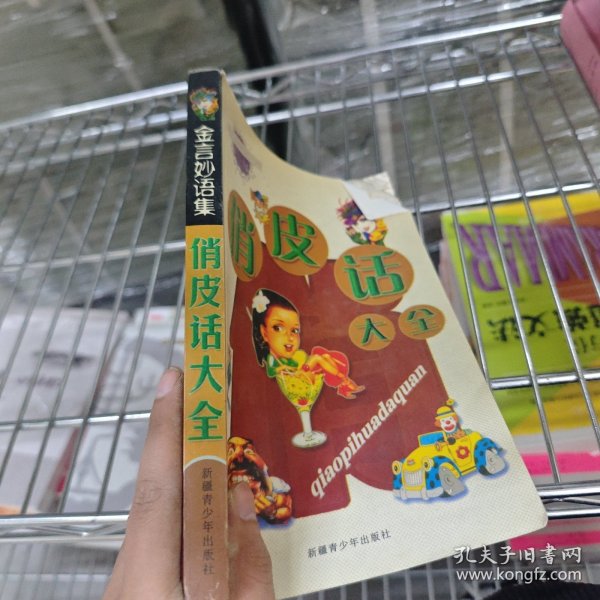 金言妙语集
俏皮话大全
新疆青少年出版社
俏皮话
大全
qiaopihuadaquan
新疆青少年出版社
GRAMMAR
孔夫子旧书网
www.kongfz.com